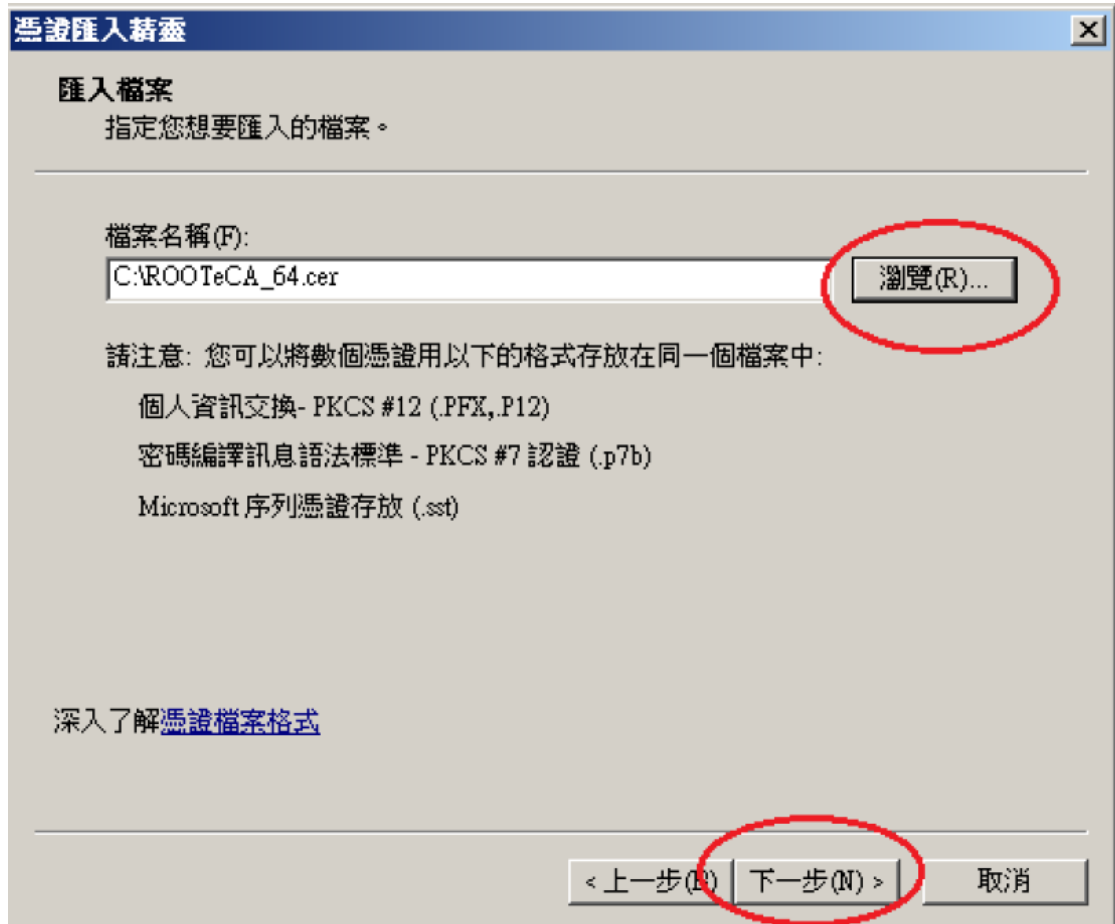 憑證匯入精靈
匯入檔案
指定您想要匯入的檔案。
檔案名稱(F):
C:\ROOTeCA_64.cer
瀏覽(R)...
請注意: 您可以將數個憑證用以下的格式存放在同一個檔案中:
個人資訊交換- PKCS #12 (.PFX,.P12)
密碼編譯訊息語法標準 - PKCS #7 認證 (.p7b)
Microsoft 序列憑證存放 (.sst)
深入了解憑證檔案格式
< 上一步(B) 下一步(N) > 取消